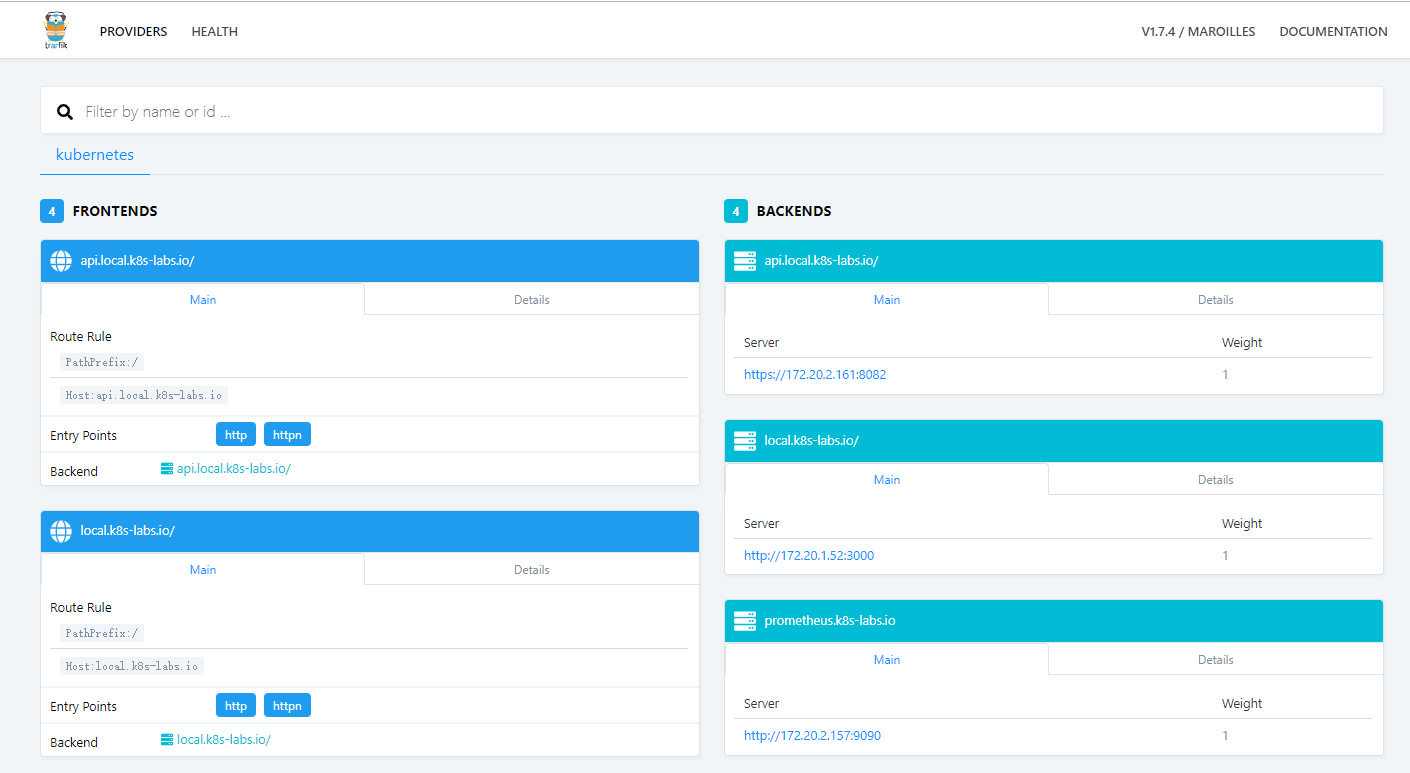 træfik
PROVIDERS HEALTH V1.7.4 / MAROILLES DOCUMENTATION
Filter by name or id ...
kubernetes
4 FRONTENDS
api.local.k8s-labs.io/
Main Details
Route Rule
PathPrefix:/
Host:api.local.k8s-labs.io
Entry Points http httpn
Backend api.local.k8s-labs.io/
local.k8s-labs.io/
Main Details
Route Rule
PathPrefix:/
Host:local.k8s-labs.io
Entry Points http httpn
Backend local.k8s-labs.io/
4 BACKENDS
api.local.k8s-labs.io/
Main Details
Server Weight
https://172.20.2.161:8082 1
local.k8s-labs.io/
Main Details
Server Weight
http://172.20.1.52:3000 1
prometheus.k8s-labs.io
Main Details
Server Weight
http://172.20.2.157:9090 1